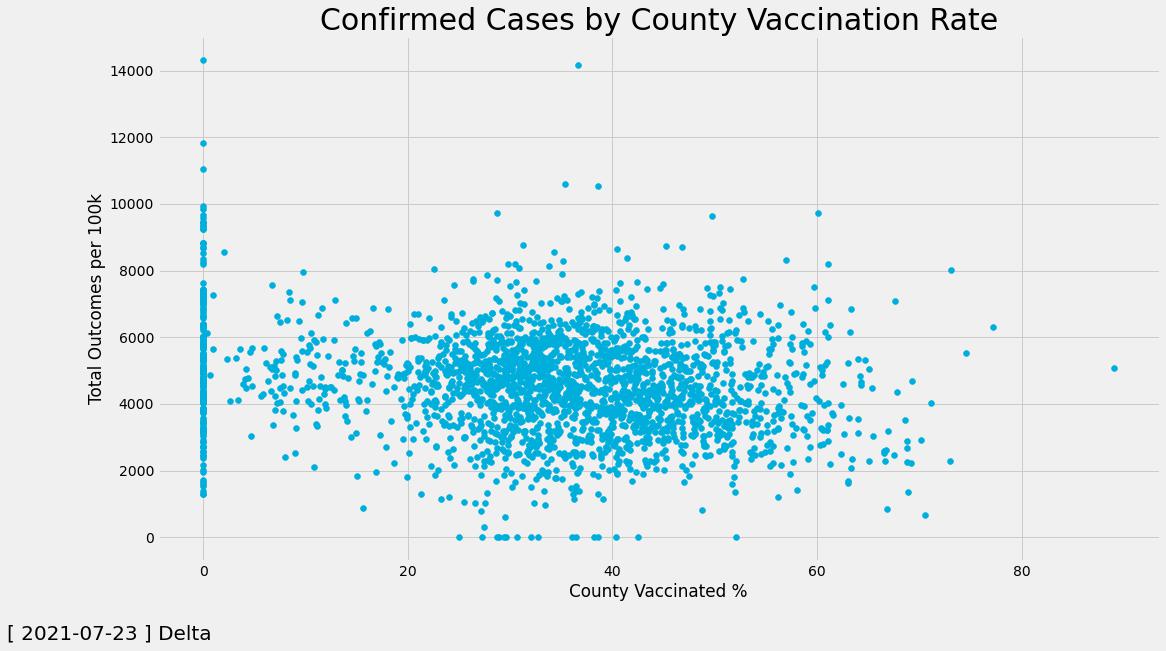 Confirmed Cases by County Vaccination Rate
14000
12000
10000
8000
6000
4000
2000
0
Total Outcomes per 100k
0 20 40 60 80
County Vaccinated %
[ 2021-07-23 ] Delta